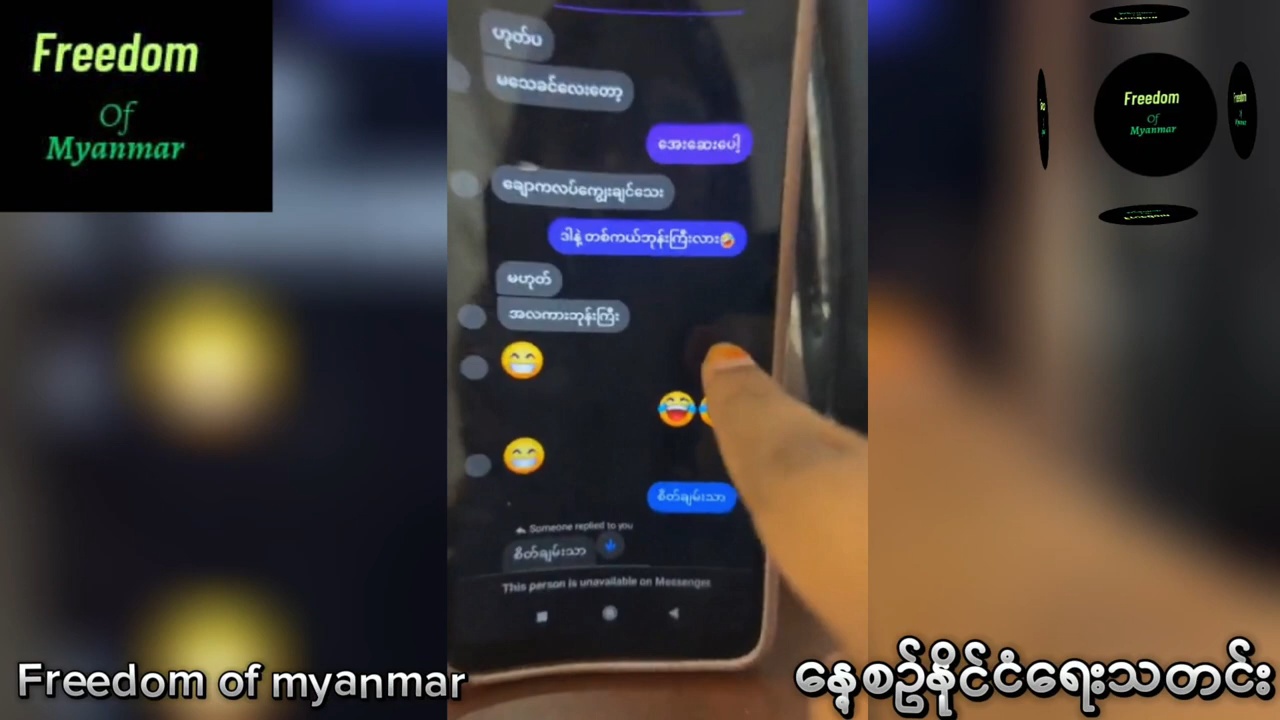 Freedom
Of
Myanmar
ဟုတ်ပ
မသေခင်လေးတော့
အေးဆေးပေါ့
ချောကလပ်ကျွေးချင်သေး
ဒါနဲ့ တစ်ကယ်ဘုန်းကြီးလား
မဟုတ်
အလကားဘုန်းကြီး
စိတ်ချမ်းသာ
Someone replied to you
စိတ်ချမ်းသာ
This person is unavailable on Messenger.
Freedom
Of
Myanmar
Freedom of myanmar
နေ့စဥ်နိုင်ငံရေးသတင်း